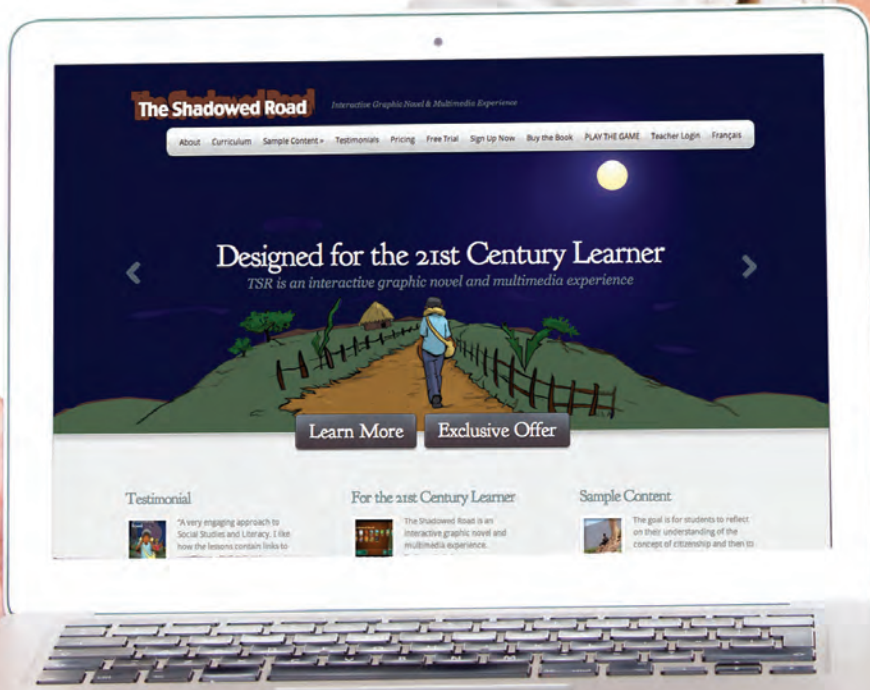 The Shadowed Road
Interactive Graphic Novel & Multimedia Experience
About Curriculum Sample Content » Testimonials Pricing Free Trial Sign Up Now Buy the Book PLAY THE GAME Teacher Login Français
Designed for the 21st Century Learner
TSR is an interactive graphic novel and multimedia experience
Learn More
Exclusive Offer
Testimonial
"A very engaging approach to
Social Studies and Literacy. I like
how the lessons contain links to
For the 21st Century Learner
The Shadowed Road is an
interactive graphic novel and
multimedia experience.
Sample Content
The goal is for students to reflect
on their understanding of the
concept of citizenship and then to